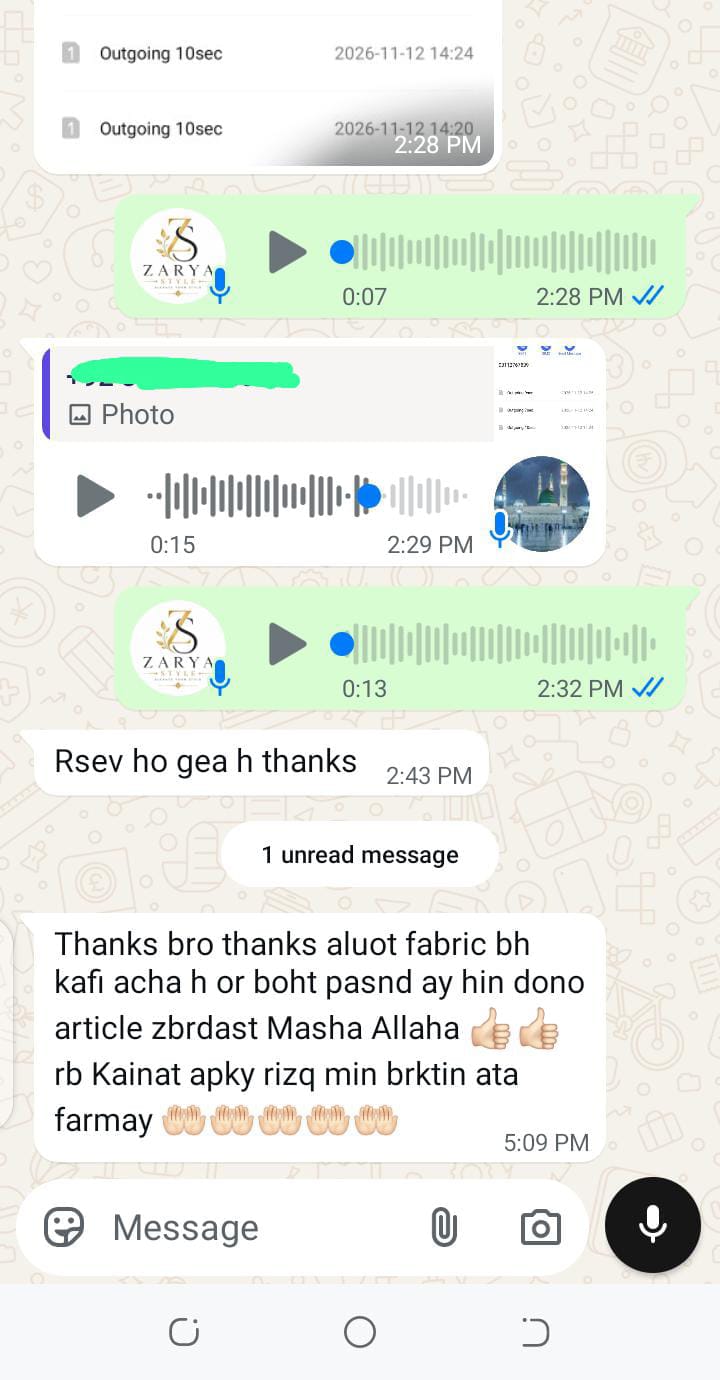 Outgoing 10sec 2026-11-12 14:24
Outgoing 10sec 2026-11-12 14:20
2:28 PM
ZARYA
STYLE
0:07 2:28 PM
Photo
0:15 2:29 PM
ZARYA
STYLE
0:13 2:32 PM
Rsev ho gea h thanks 2:43 PM
1 unread message
Thanks bro thanks aluot fabric bh
kafi acha h or boht pasnd ay hin dono
article zbrdast Masha Allaha 👍🏻 👍🏻
rb Kainat apky rizq min brktin ata
farmay 🤲🏻🤲🏻🤲🏻🤲🏻🤲🏻
5:09 PM
Message